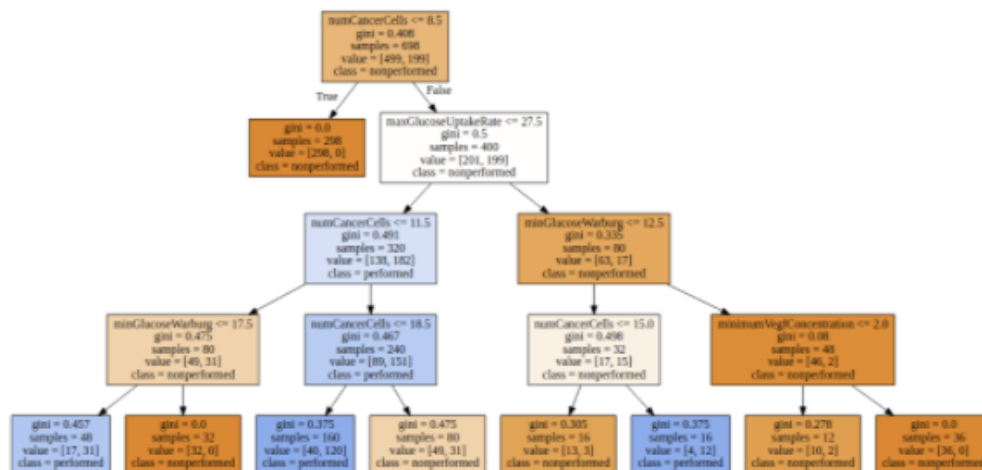 numCancerCells <= 8.5
gini = 0.408
samples = 698
value = [499, 199]
class = nonperformed
True
False
gini = 0.0
samples = 298
value = [298, 0]
class = nonperformed
maxGlucoseUptakeRate <= 27.5
gini = 0.5
samples = 400
value = [201, 199]
class = nonperformed
numCancerCells <= 11.5
gini = 0.491
samples = 320
value = [138, 182]
class = performed
minGlucoseWarburg <= 12.5
gini = 0.335
samples = 80
value = [63, 17]
class = nonperformed
minGlucoseWarburg <= 17.5
gini = 0.475
samples = 80
value = [49, 31]
class = nonperformed
numCancerCells <= 18.5
gini = 0.467
samples = 240
value = [89, 151]
class = performed
numCancerCells <= 15.0
gini = 0.498
samples = 32
value = [17, 15]
class = nonperformed
minimumVegfConcentration <= 2.0
gini = 0.08
samples = 48
value = [46, 2]
class = nonperformed
gini = 0.457
samples = 48
value = [17, 31]
class = performed
gini = 0.0
samples = 32
value = [32, 0]
class = nonperformed
gini = 0.375
samples = 160
value = [40, 120]
class = performed
gini = 0.475
samples = 80
value = [49, 31]
class = nonperformed
gini = 0.305
samples = 16
value = [13, 3]
class = nonperformed
gini = 0.375
samples = 16
value = [4, 12]
class = performed
gini = 0.278
samples = 12
value = [10, 2]
class = nonperformed
gini = 0.0
samples = 36
value = [36, 0]
class = nonperformed